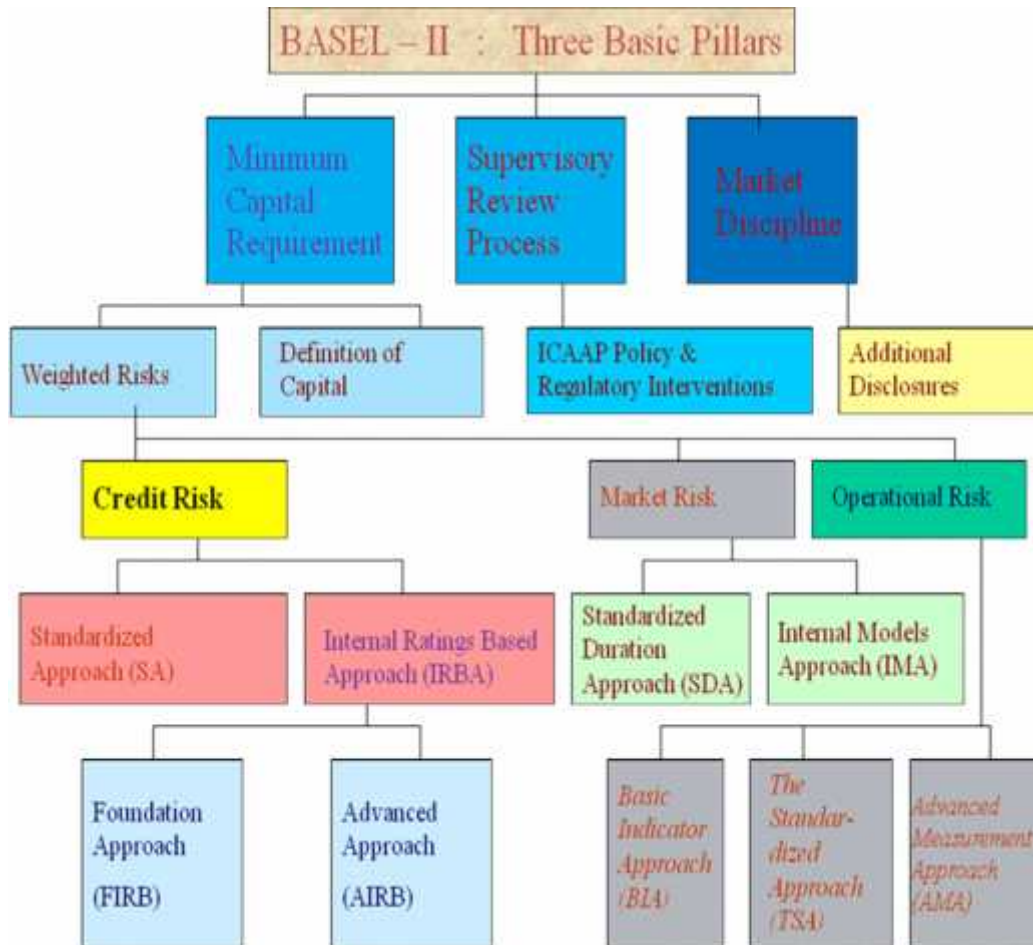 BASEL – II : Three Basic Pillars
Minimum
Capital
Requirement
Supervisory
Review
Process
Market
Discipline
Weighted Risks
Definition of
Capital
ICAAP Policy &
Regulatory Interventions
Additional
Disclosures
Credit Risk
Market Risk
Operational Risk
Standardized
Approach (SA)
Internal Ratings Based
Approach (IRBA)
Standardized
Duration
Approach (SDA)
Internal Models
Approach (IMA)
Foundation
Approach
(FIRB)
Advanced
Approach
(AIRB)
Basic
Indicator
Approach
(BIA)
The
Standar-
dized
Approach
(TSA)
Advanced
Measurement
Approach
(AMA)